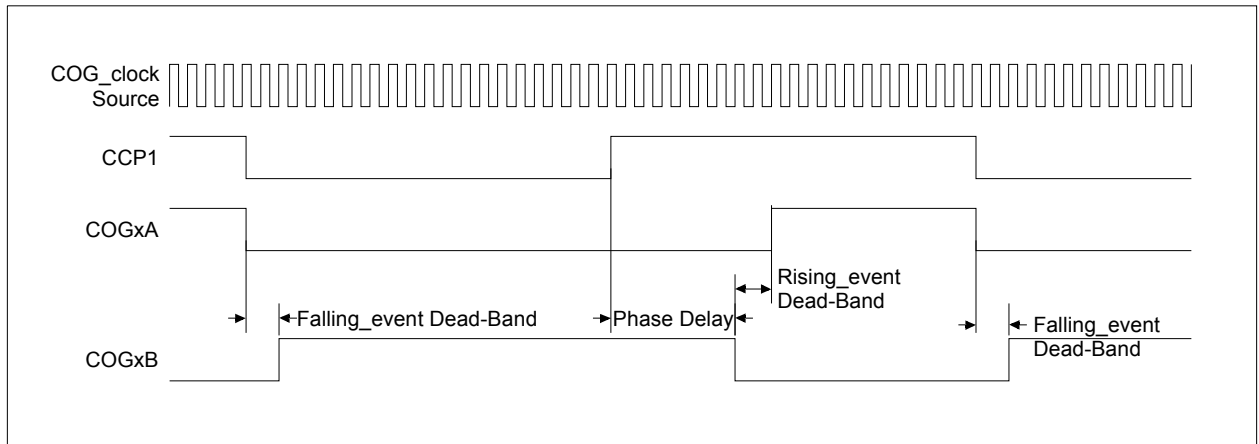 COG_clock
Source
CCP1
COGxA
Rising_event
Dead-Band
Falling_event Dead-Band
Phase Delay
Falling_event
Dead-Band
COGxB